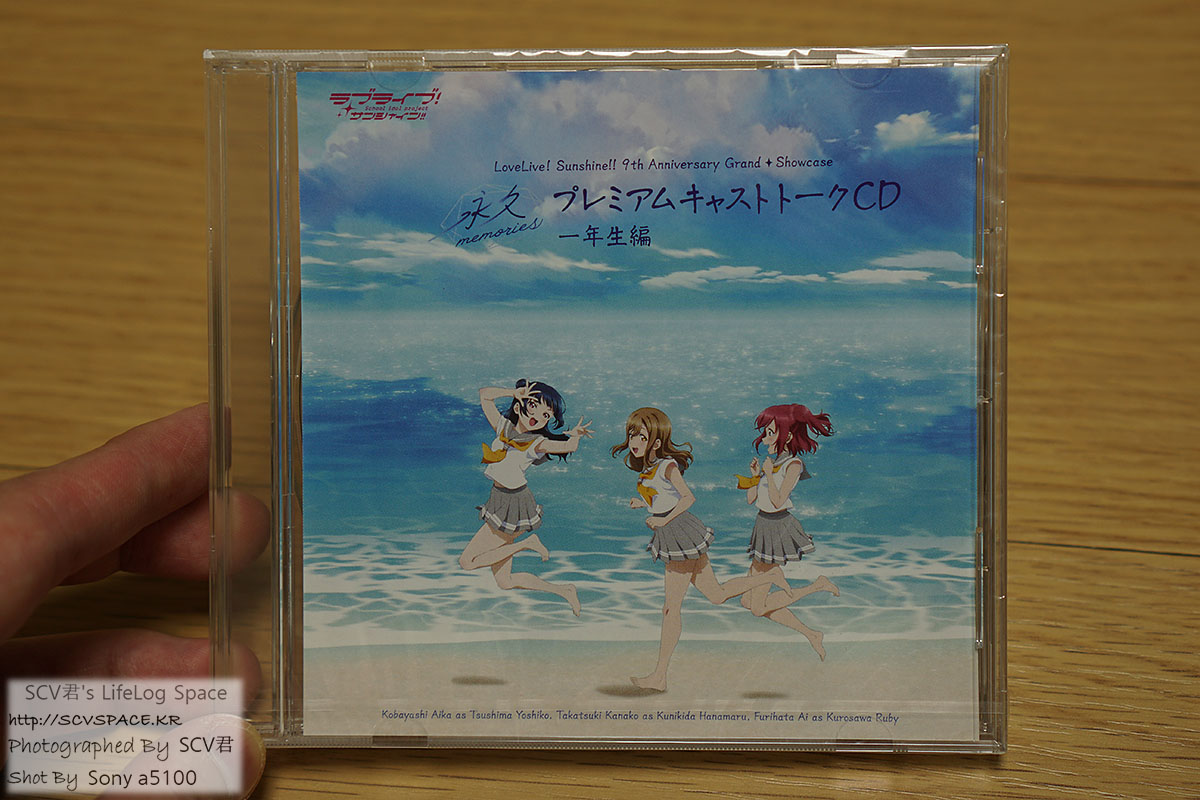 ラブライブ!
School idol project
サンシャイン!!
LoveLive! Sunshine!! 9th Anniversary Grand✦Showcase
永久
memories
プレミアムキャストトークCD
一年生編
Kobayashi Aika as Tsushima Yoshiko, Takatsuki Kanako as Kunikida Hanamaru, Furihata Ai as Kurosawa Ruby
SCV君's LifeLog Space
http://SCVSPACE.KR
Photographed By SCV君
Shot By Sony a5100